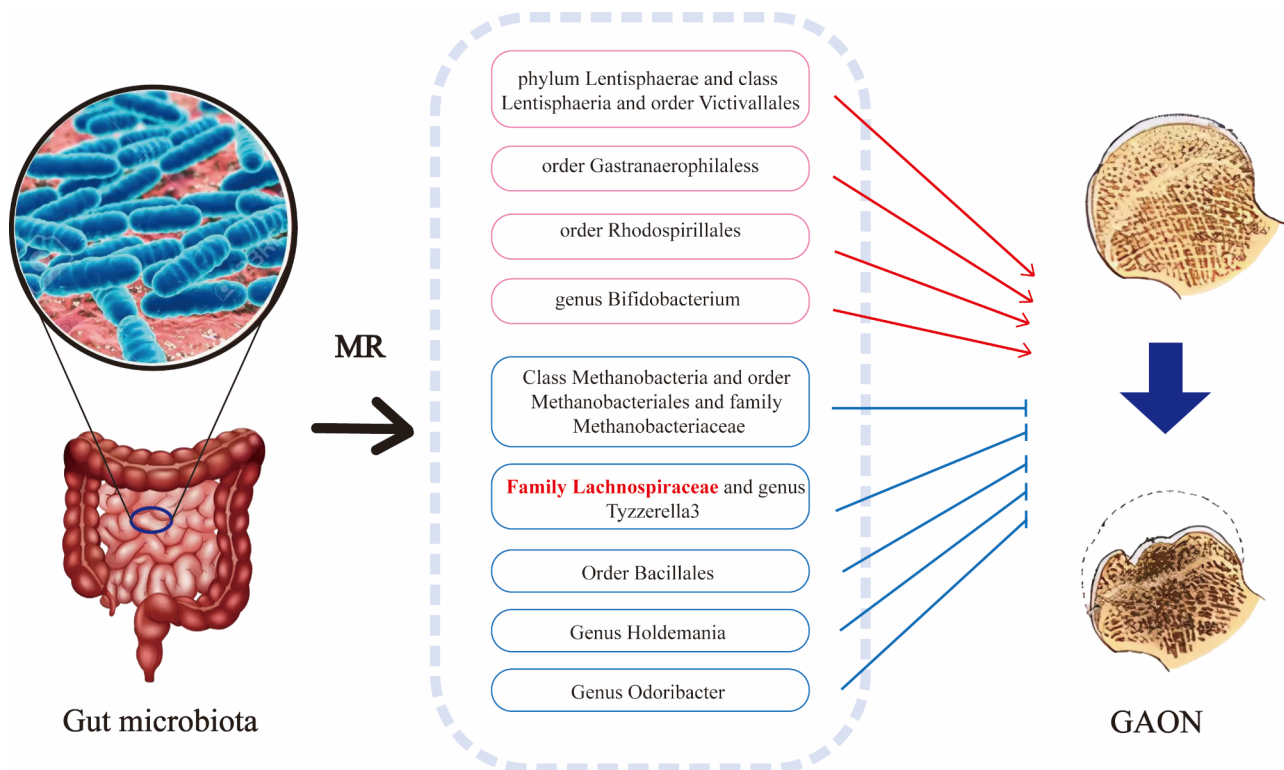 phylum Lentisphaerae and class
Lentisphaeria and order Victivallales
order Gastranaerophilaless
order Rhodospirillales
genus Bifidobacterium
MR
Class Methanobacteria and order
Methanobacteriales and family
Methanobacteriaceae
Family Lachnospiraceae and genus
Tyzzerella3
Order Bacillales
Genus Holdemania
Genus Odoribacter
Gut microbiota
GAON